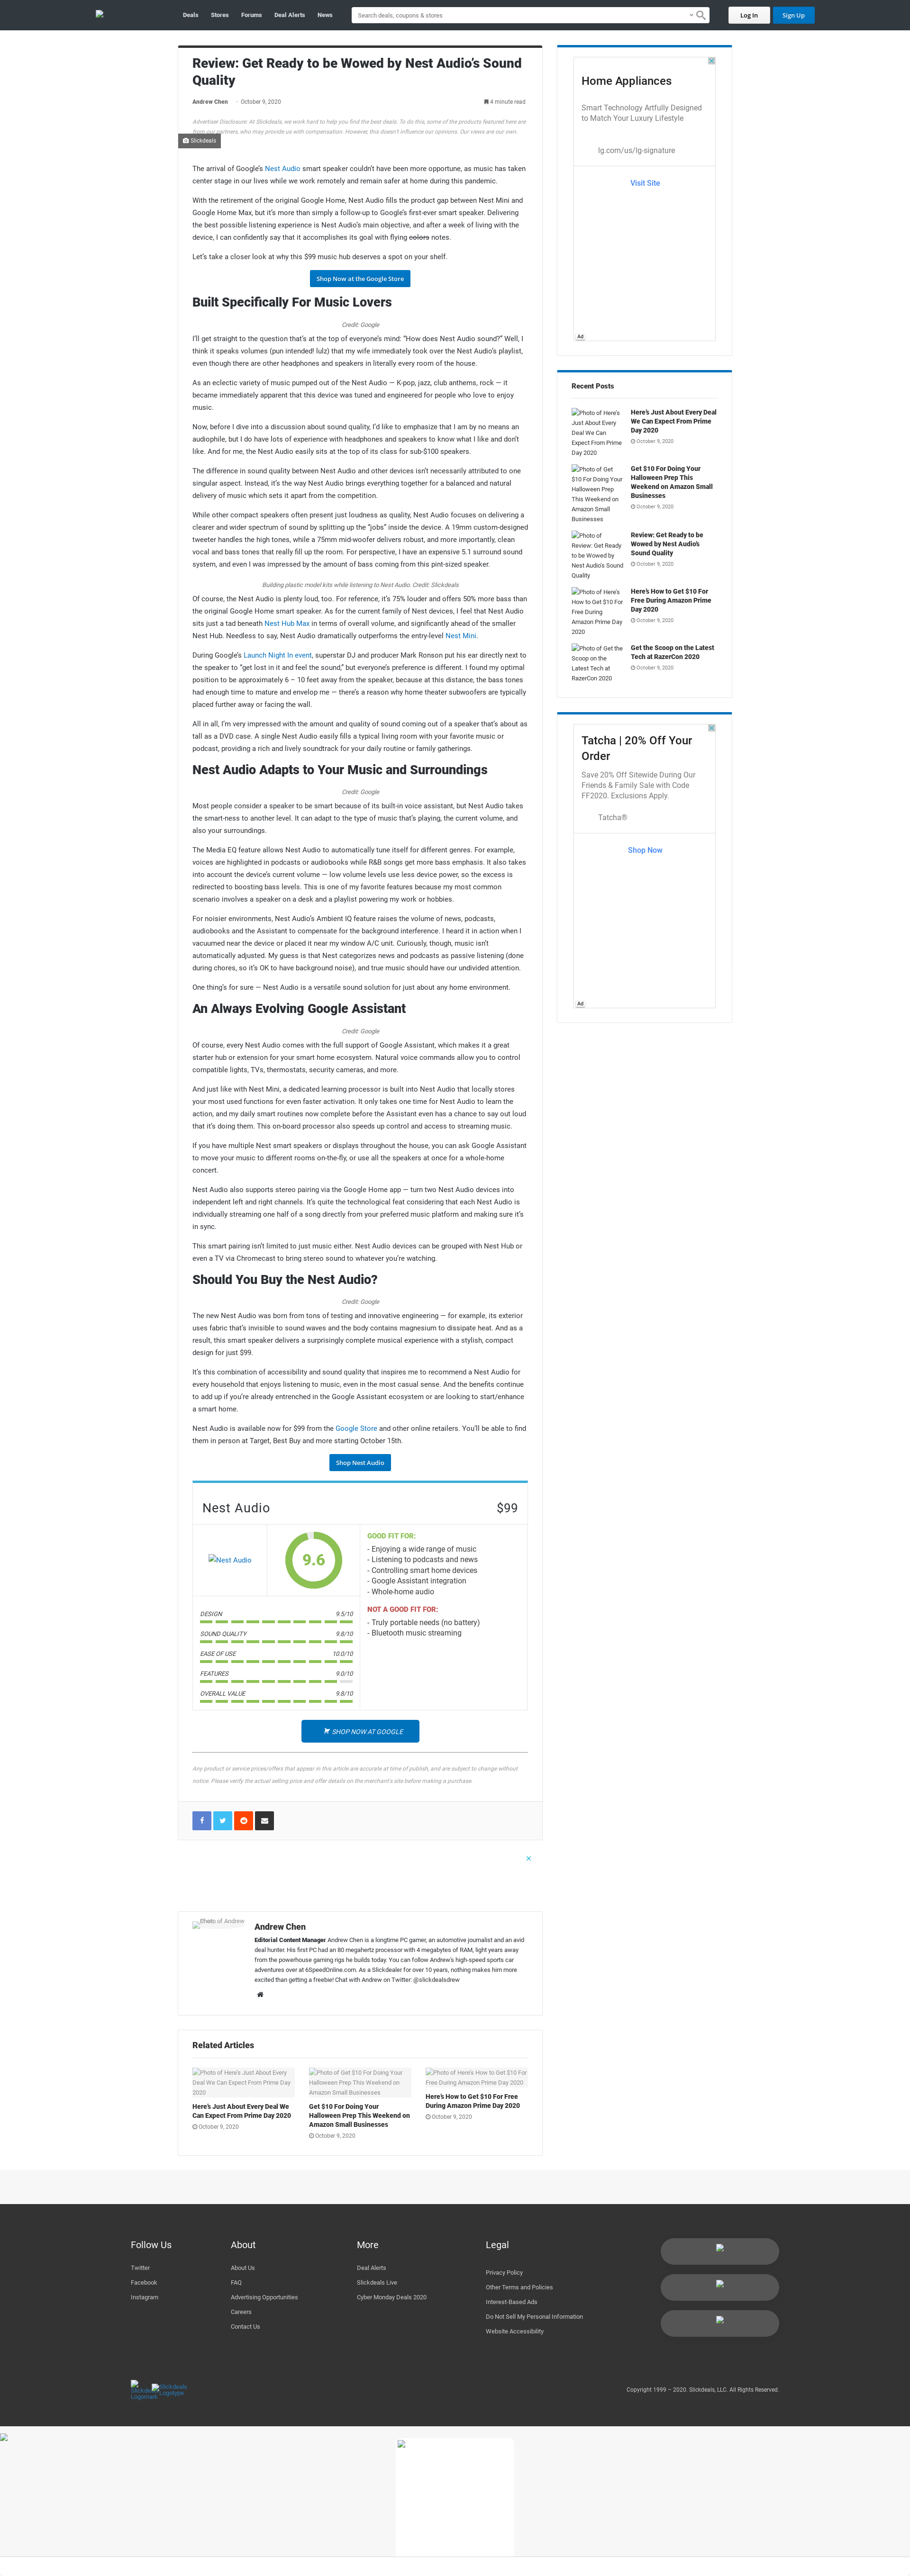 Deals Stores Forums Deal Alerts News Search deals, coupons & stores Log In Sign Up
Review: Get Ready to be Wowed by Nest Audio's Sound
Quality
Andrew Chen · October 9, 2020 4 minute read
Advertiser Disclosure: At Slickdeals, we work hard to help you find the best deals. To do this, some of the products featured here are
from our partners, who may provide us with compensation. However, this doesn't influence our opinions. Our views are our own.
Slickdeals
The arrival of Google's Nest Audio smart speaker couldn't have been more opportune, as music has taken
center stage in our lives while we work remotely and remain safer at home during this pandemic.
With the retirement of the original Google Home, Nest Audio fills the product gap between Nest Mini and
Google Home Max, but it's more than simply a follow-up to Google's first-ever smart speaker. Delivering
the best possible listening experience is Nest Audio's main objective, and after a week of living with the
device, I can confidently say that it accomplishes its goal with flying colors notes.
Let's take a closer look at why this $99 music hub deserves a spot on your shelf.
Shop Now at the Google Store
Built Specifically For Music Lovers
Credit: Google
I'll get straight to the question that's at the top of everyone's mind: "How does Nest Audio sound?" Well, I
think it speaks volumes (pun intended! lulz) that my wife immediately took over the Nest Audio's playlist,
even though there are other headphones and speakers in literally every room of the house.
As an eclectic variety of music pumped out of the Nest Audio — K-pop, jazz, club anthems, rock — it
became immediately apparent that this device was tuned and engineered for people who love to enjoy
music.
Now, before I dive into a discussion about sound quality, I'd like to emphasize that I am by no means an
audiophile, but I do have lots of experience with headphones and speakers to know what I like and don't
like. And for me, the Nest Audio easily sits at the top of its class for sub-$100 speakers.
The difference in sound quality between Nest Audio and other devices isn't necessarily attributed to one
singular aspect. Instead, it's the way Nest Audio brings everything together for a balanced and natural
delivery of music which sets it apart from the competition.
While other compact speakers often present just loudness as quality, Nest Audio focuses on delivering a
clearer and wider spectrum of sound by splitting up the "jobs" inside the device. A 19mm custom-designed
tweeter handles the high tones, while a 75mm mid-woofer delivers robust and, more importantly, clean
vocal and bass tones that really fill up the room. For perspective, I have an expensive 5.1 surround sound
system, and even I was impressed by the amount of bass coming from this pint-sized speaker.
Building plastic model kits while listening to Nest Audio. Credit: Slickdeals
Of course, the Nest Audio is plenty loud, too. For reference, it's 75% louder and offers 50% more bass than
the original Google Home smart speaker. As for the current family of Nest devices, I feel that Nest Audio
sits just a tad beneath Nest Hub Max in terms of overall volume, and significantly ahead of the smaller
Nest Hub. Needless to say, Nest Audio dramatically outperforms the entry-level Nest Mini.
During Google's Launch Night In event, superstar DJ and producer Mark Ronson put his ear directly next to
the speaker to "get lost in it and feel the sound," but everyone's preference is different. I found my optimal
position to be approximately 6 – 10 feet away from the speaker, because at this distance, the bass tones
had enough time to mature and envelop me — there's a reason why home theater subwoofers are typically
placed further away or facing the wall.
All in all, I'm very impressed with the amount and quality of sound coming out of a speaker that's about as
tall as a DVD case. A single Nest Audio easily fills a typical living room with your favorite music or
podcast, providing a rich and lively soundtrack for your daily routine or family gatherings.
Nest Audio Adapts to Your Music and Surroundings
Credit: Google
Most people consider a speaker to be smart because of its built-in voice assistant, but Nest Audio takes
the smart-ness to another level. It can adapt to the type of music that's playing, the current volume, and
also your surroundings.
The Media EQ feature allows Nest Audio to automatically tune itself for different genres. For example,
voices are highlighted in podcasts or audiobooks while R&B songs get more bass emphasis. It also takes
into account the device's current volume — low volume levels use less device power, so the excess is
redirected to boosting bass levels. This is one of my favorite features because my most common
scenario involves a speaker on a desk and a playlist powering my work or hobbies.
For noisier environments, Nest Audio's Ambient IQ feature raises the volume of news, podcasts,
audiobooks and the Assistant to compensate for the background interference. I heard it in action when I
vacuumed near the device or placed it near my window A/C unit. Curiously, though, music isn't
automatically adjusted. My guess is that Nest categorizes news and podcasts as passive listening (done
during chores, so it's OK to have background noise), and true music should have our undivided attention.
One thing's for sure — Nest Audio is a versatile sound solution for just about any home environment.
An Always Evolving Google Assistant
Credit: Google
Of course, every Nest Audio comes with the full support of Google Assistant, which makes it a great
starter hub or extension for your smart home ecosystem. Natural voice commands allow you to control
compatible lights, TVs, thermostats, security cameras, and more.
And just like with Nest Mini, a dedicated learning processor is built into Nest Audio that locally stores
your most used functions for even faster activation. It only takes one time for Nest Audio to learn the
action, and my daily smart routines now complete before the Assistant even has a chance to say out loud
that it's doing them. This on-board processor also speeds up control and access to streaming music.
If you have multiple Nest smart speakers or displays throughout the house, you can ask Google Assistant
to move your music to different rooms on-the-fly, or use all the speakers at once for a whole-home
concert.
Nest Audio also supports stereo pairing via the Google Home app — turn two Nest Audio devices into
independent left and right channels. It's quite the technological feat considering that each Nest Audio is
individually streaming one half of a song directly from your preferred music platform and making sure it's
in sync.
This smart pairing isn't limited to just music either. Nest Audio devices can be grouped with Nest Hub or
even a TV via Chromecast to bring stereo sound to whatever you're watching.
Should You Buy the Nest Audio?
Credit: Google
The new Nest Audio was born from tons of testing and innovative engineering — for example, its exterior
uses fabric that's invisible to sound waves and the body contains magnesium to dissipate heat. And as a
result, this smart speaker delivers a surprisingly complete musical experience with a stylish, compact
design for just $99.
It's this combination of accessibility and sound quality that inspires me to recommend a Nest Audio for
every household that enjoys listening to music, even in the most casual sense. And the benefits continue
to add up if you're already entrenched in the Google Assistant ecosystem or are looking to start/enhance
a smart home.
Nest Audio is available now for $99 from the Google Store and other online retailers. You'll be able to find
them in person at Target, Best Buy and more starting October 15th.
Shop Nest Audio
Nest Audio $99
Nest Audio
9.6
DESIGN 9.5/10
SOUND QUALITY 9.8/10
EASE OF USE 10.0/10
FEATURES 9.0/10
OVERALL VALUE 9.8/10
GOOD FIT FOR:
- Enjoying a wide range of music
- Listening to podcasts and news
- Controlling smart home devices
- Google Assistant integration
- Whole-home audio
NOT A GOOD FIT FOR:
- Truly portable needs (no battery)
- Bluetooth music streaming
SHOP NOW AT GOOGLE
Any product or service prices/offers that appear in this article are accurate at time of publish, and are subject to change without
notice. Please verify the actual selling price and offer details on the merchant's site before making a purchase.
Photo of Andrew
Andrew Chen
Editorial Content Manager Andrew Chen is a longtime PC gamer, an automotive journalist and an avid
deal hunter. His first PC had an 80 megahertz processor with 4 megabytes of RAM, light years away
from the powerhouse gaming rigs he builds today. You can follow Andrew's high-speed sports car
adventures over at 6SpeedOnline.com. As a Slickdealer for over 10 years, nothing makes him more
excited than getting a freebie! Chat with Andrew on Twitter: @slickdealsdrew
Related Articles
Photo of Here's Just About Every
Deal We Can Expect From Prime Day
2020
Here's Just About Every Deal We
Can Expect From Prime Day 2020
October 9, 2020
Photo of Get $10 For Doing Your
Halloween Prep This Weekend on
Amazon Small Businesses
Get $10 For Doing Your
Halloween Prep This Weekend on
Amazon Small Businesses
October 9, 2020
Photo of Here's How to Get $10 For
Free During Amazon Prime Day 2020
Here's How to Get $10 For Free
During Amazon Prime Day 2020
October 9, 2020
Home Appliances
Smart Technology Artfully Designed
to Match Your Luxury Lifestyle
lg.com/us/lg-signature
Visit Site
Ad
Recent Posts
Photo of Here's
Just About Every
Deal We Can
Expect From Prime
Day 2020
Here's Just About Every Deal
We Can Expect From Prime
Day 2020
October 9, 2020
Photo of Get
$10 For Doing Your
Halloween Prep
This Weekend on
Amazon Small
Businesses
Get $10 For Doing Your
Halloween Prep This
Weekend on Amazon Small
Businesses
October 9, 2020
Photo of
Review: Get Ready
to be Wowed by
Nest Audio's Sound
Quality
Review: Get Ready to be
Wowed by Nest Audio's
Sound Quality
October 9, 2020
Photo of Here's
How to Get $10 For
Free During
Amazon Prime Day
2020
Here's How to Get $10 For
Free During Amazon Prime
Day 2020
October 9, 2020
Photo of Get the
Scoop on the
Latest Tech at
RazerCon 2020
Get the Scoop on the Latest
Tech at RazerCon 2020
October 9, 2020
Tatcha | 20% Off Your
Order
Save 20% Off Sitewide During Our
Friends & Family Sale with Code
FF2020. Exclusions Apply.
Tatcha®
Shop Now
Ad
Follow Us
Twitter
Facebook
Instagram
About
About Us
FAQ
Advertising Opportunities
Careers
Contact Us
More
Deal Alerts
Slickdeals Live
Cyber Monday Deals 2020
Legal
Privacy Policy
Other Terms and Policies
Interest-Based Ads
Do Not Sell My Personal Information
Website Accessibility
Slickdeals
Logomark
Slickdeals
Logotype
Copyright 1999 – 2020. Slickdeals, LLC. All Rights Reserved.